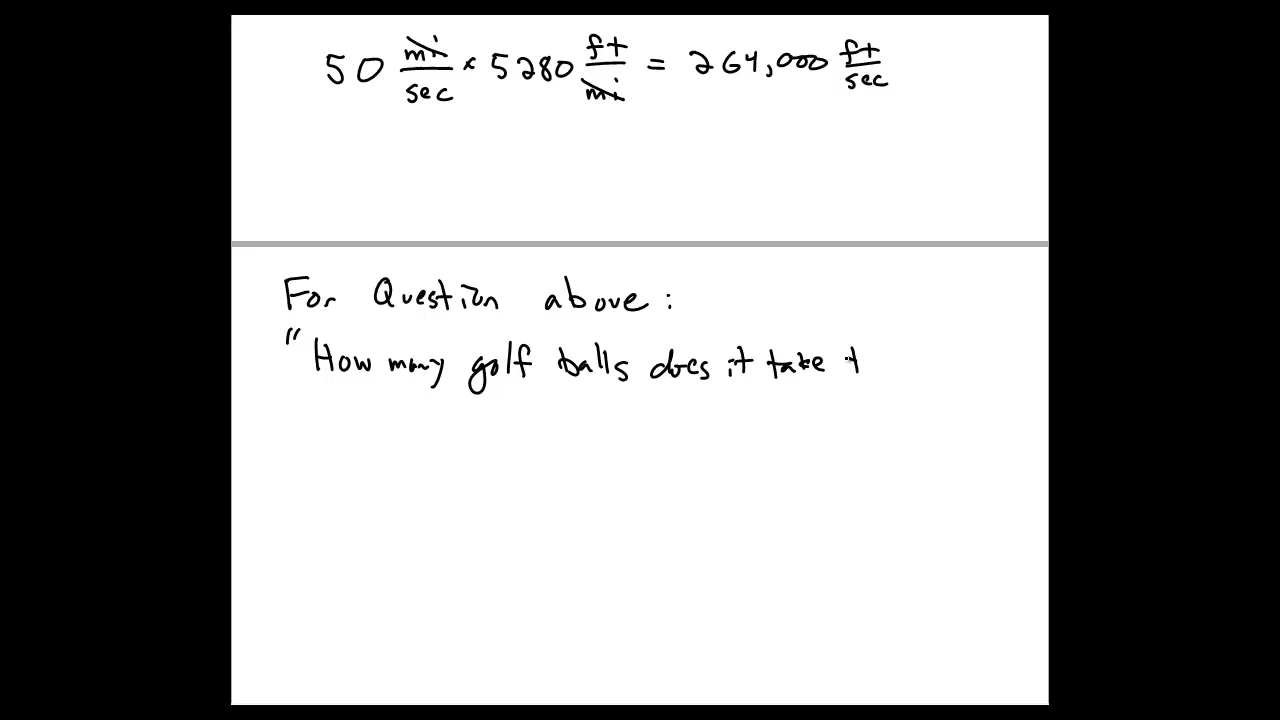 50 mi/sec × 5280 ft/mi = 264,000 ft/sec
For Question above:
"How many golf balls does it take t